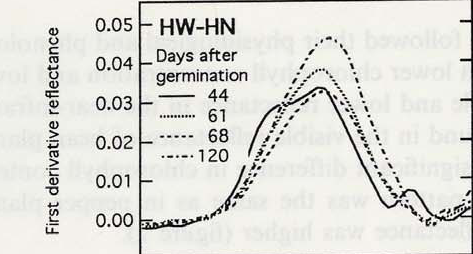 HW-HN
Days after
germination
44
61
68
120
0.05
0.04
0.03
0.02
0.01
0.00
First derivative reflectance